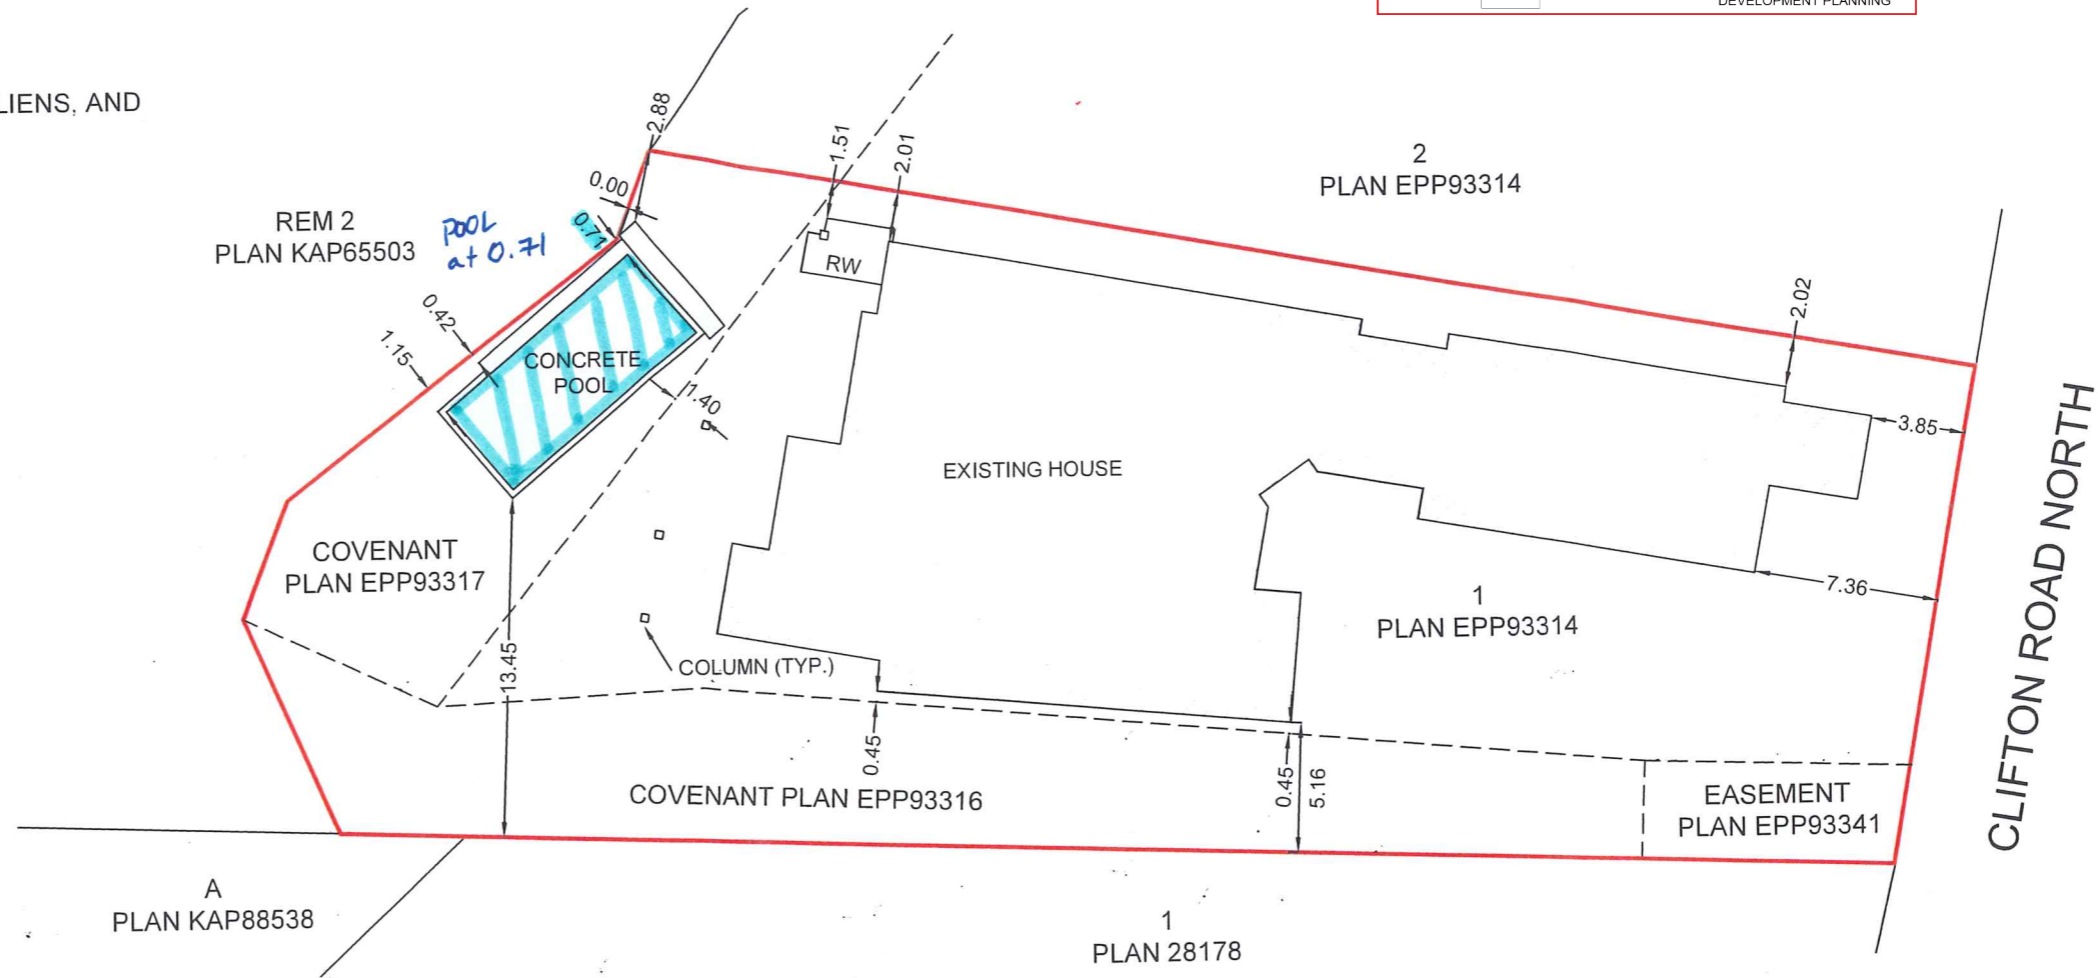 DEVELOPMENT PLANNING
LIENS, AND
2.88
1.51
2.01
2
PLAN EPP93314
0.00
REM 2
PLAN KAP65503
POOL
at 0.71
0.71
RW
0.42
1.15
CONCRETE
POOL
1.40
2.02
3.85
EXISTING HOUSE
CLIFTON ROAD NORTH
COVENANT
PLAN EPP93317
7.36
1
PLAN EPP93314
13.45
COLUMN (TYP.)
0.45
0.45
5.16
COVENANT PLAN EPP93316
EASEMENT
PLAN EPP93341
A
PLAN KAP88538
1
PLAN 28178